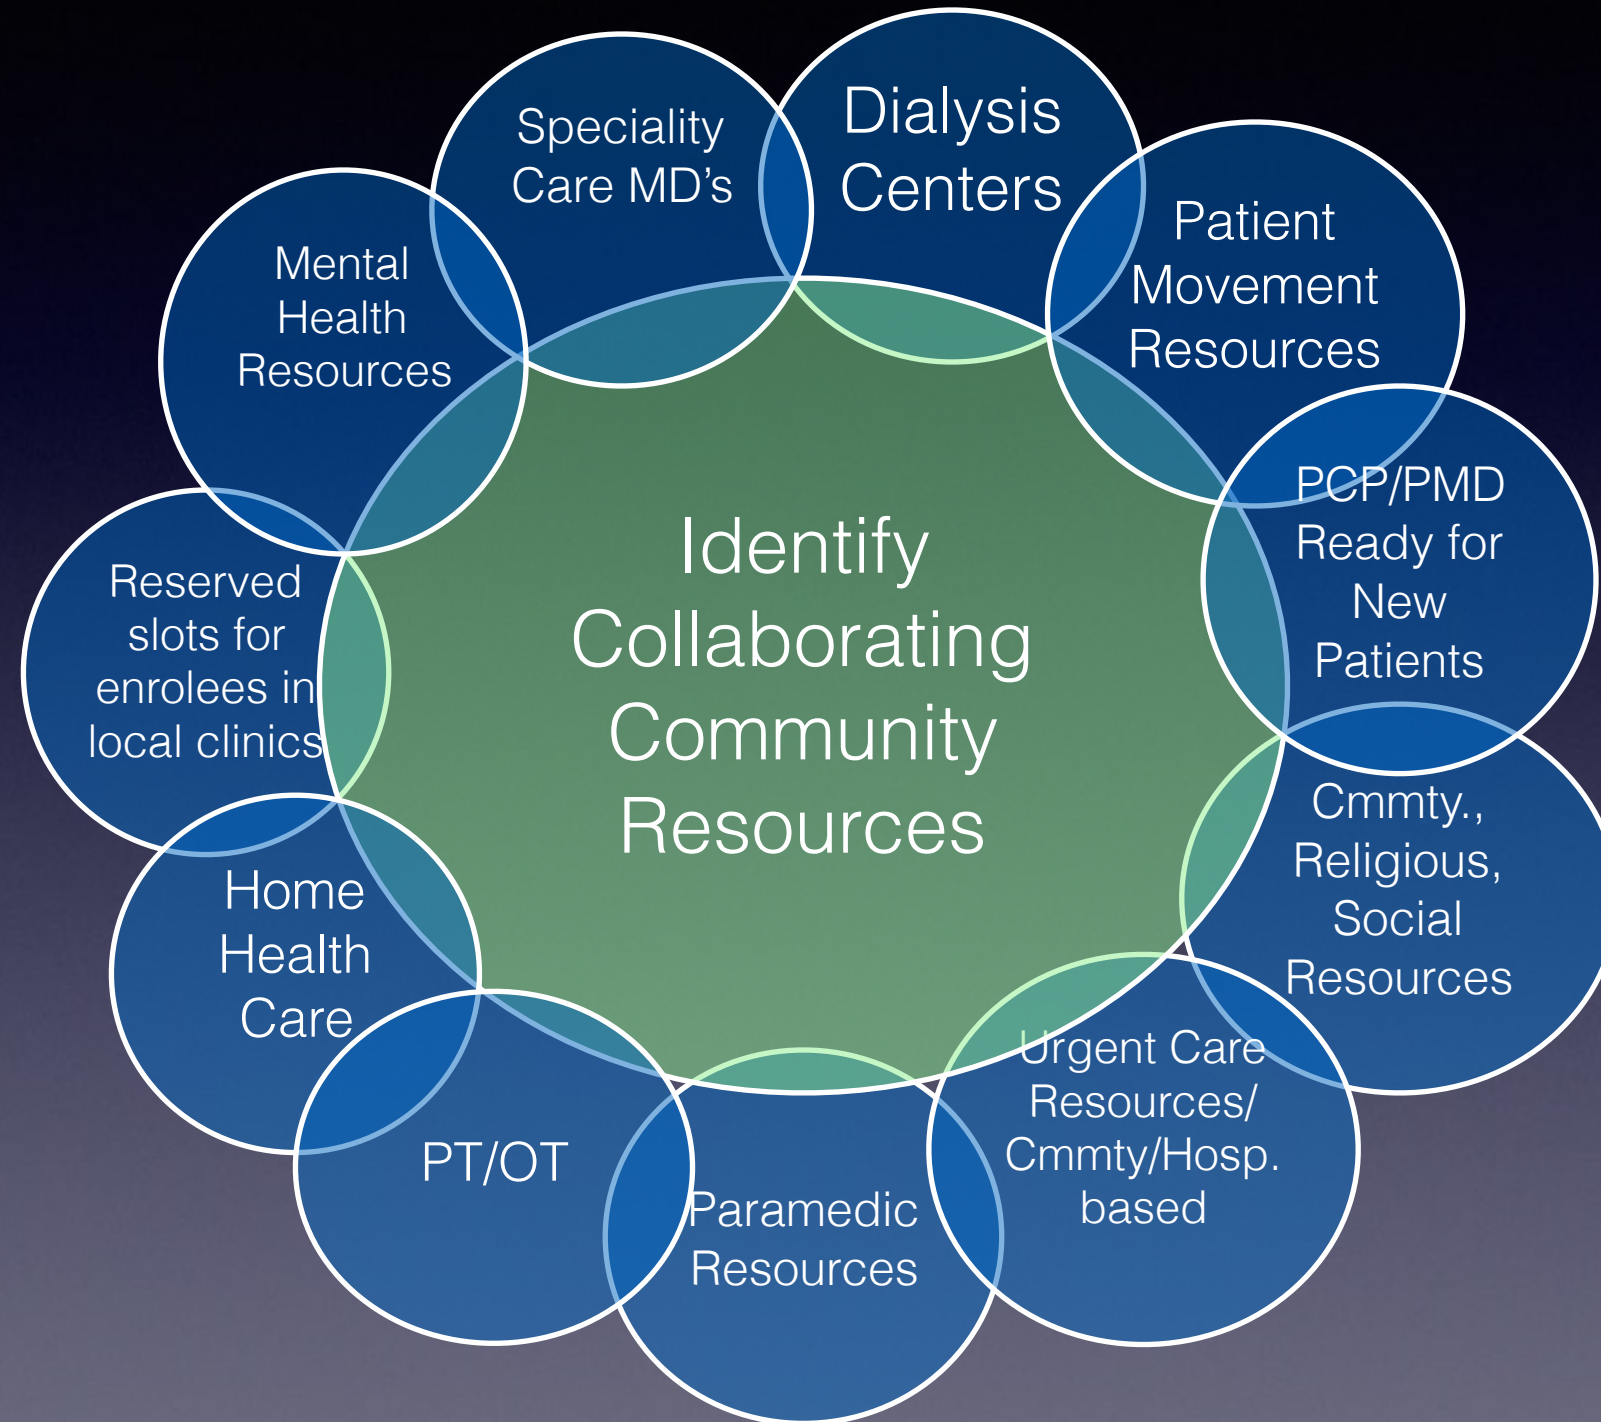 Speciality
Care MD's
Dialysis
Centers
Patient
Movement
Resources
PCP/PMD
Ready for
New
Patients
Cmmty.,
Religious,
Social
Resources
Urgent Care
Resources/
Cmmty/Hosp.
based
Paramedic
Resources
PT/OT
Home
Health
Care
Reserved
slots for
enrolees in
local clinics
Mental
Health
Resources
Identify
Collaborating
Community
Resources